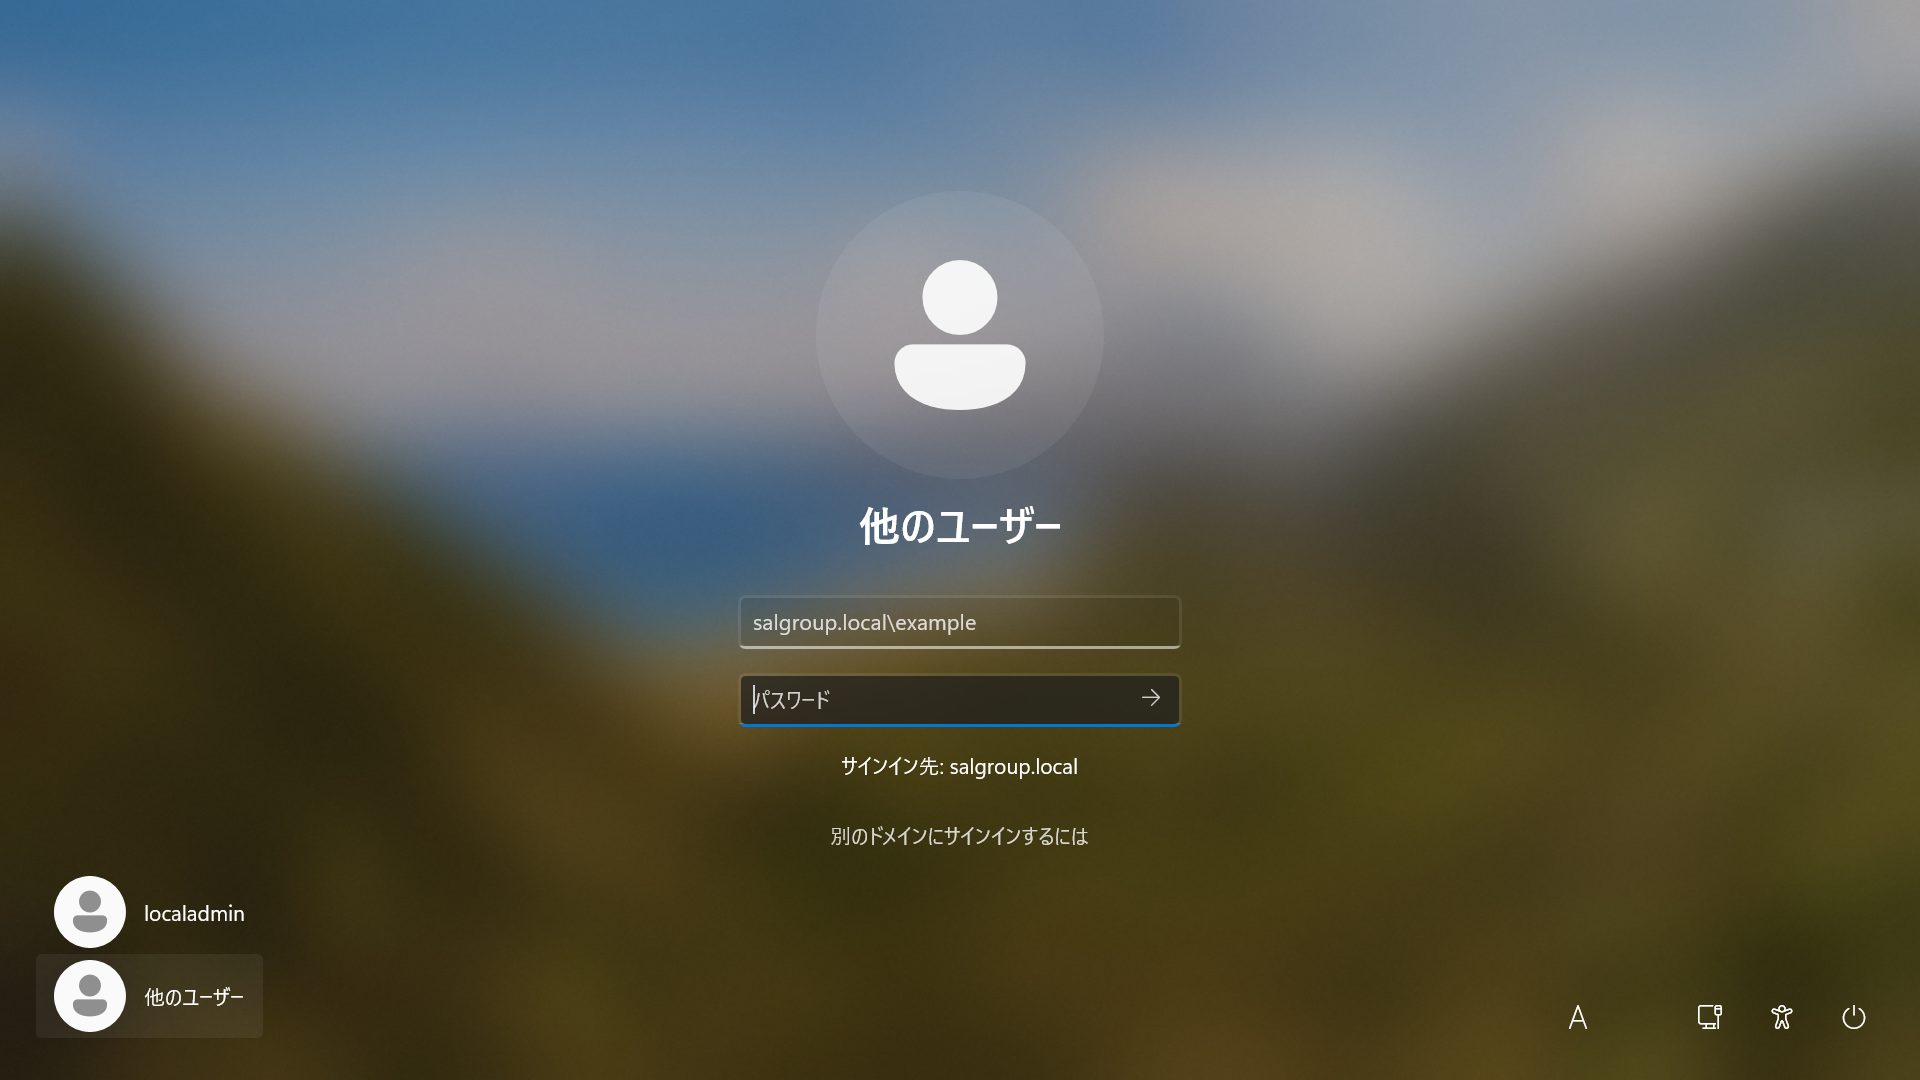 他のユーザー
salgroup.local\example
パスワード
サインイン先: salgroup.local
別のドメインにサインインするには
localadmin
他のユーザー
A